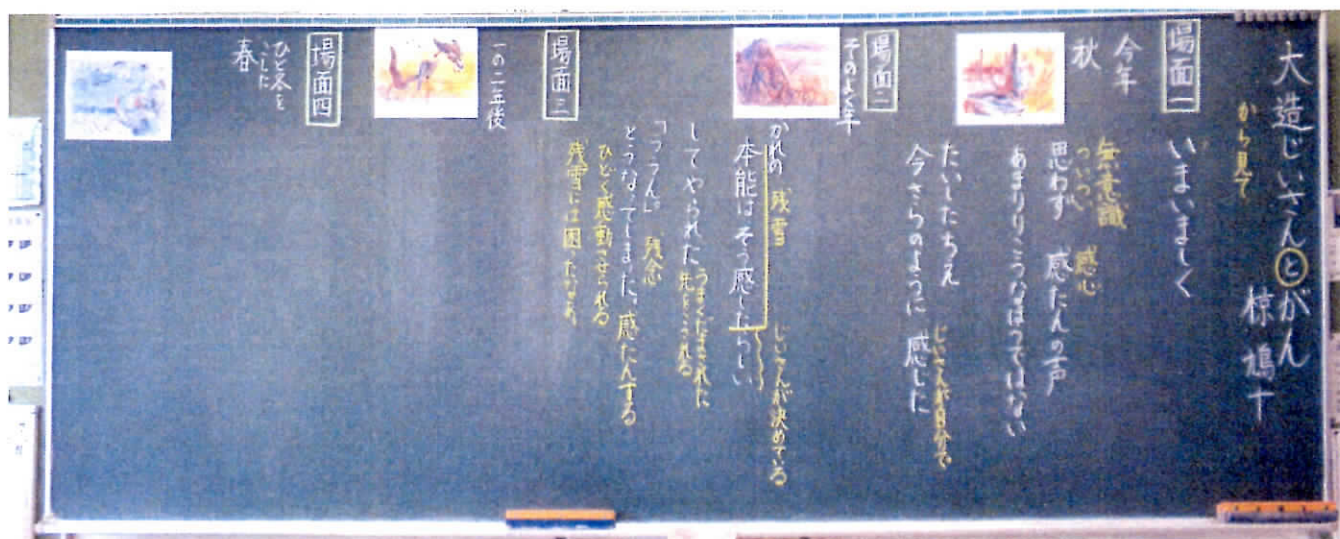 大造じいさんとがん
から見て
椋 鳩十
場面一
今年
秋
いまいましく
無意識
ついつい 感心
思わず 感たんの声
あまりりこうなほうではない
たいしたちえ
じいさんが自分で
今さらのように 感じた
場面二
そのよく年
じいさんが決めている
かれの 残雪
本能はそう感じたらしい
してやられた
うまくだまされた
先をこされる
「ううん。」 残念
とうなってしまった。感たんする
ひどく感動させられる
残雪には困ったなぁ
場面三
一の二年後
場面四
ひと冬を
こした
春